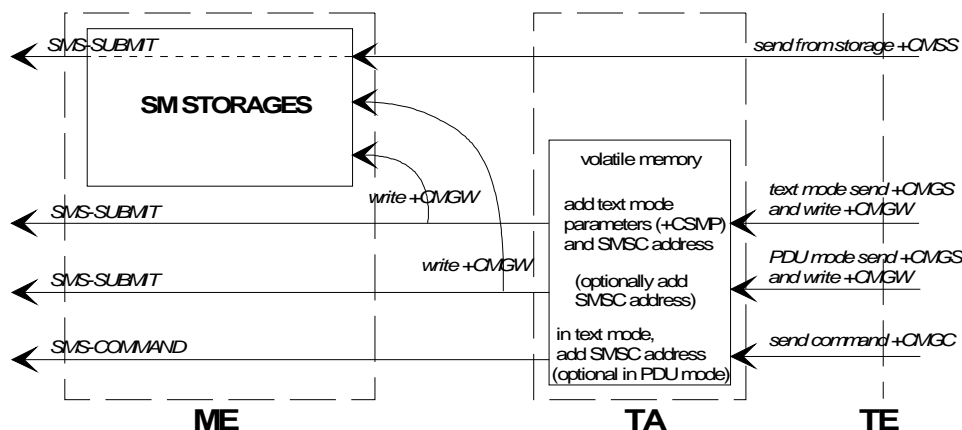 SMS-SUBMIT
send from storage +CMSS
SM STORAGES
volatile memory
write +CMGW
text mode send +CMGS
and write +CMGW
SMS-SUBMIT
add text mode
parameters (+CSMP)
and SMSC address
write +CMGW
PDU mode send +CMGS
and write +CMGW
SMS-SUBMIT
(optionally add
SMSC address)
SMS-COMMAND
in text mode,
add SMSC address
(optional in PDU mode)
send command +CMGC
ME
TA
TE